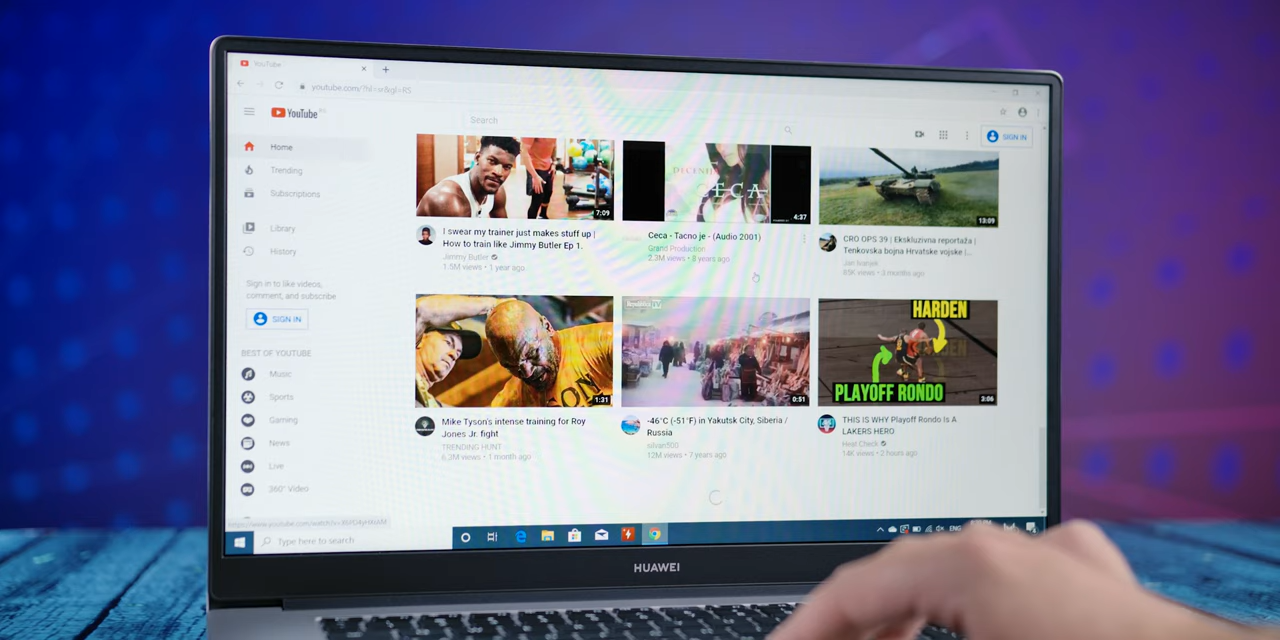 YouTube
youtube.com/?hl=sr&gl=RS
YouTube RS
Search
SIGN IN
Home
Trending
Subscriptions
Library
History
Sign in to like videos,
comment, and subscribe
SIGN IN
BEST OF YOUTUBE
Music
Sports
Gaming
News
Live
360° Video
7:09
I swear my trainer just makes stuff up |
How to train like Jimmy Butler Ep 1.
Jimmy Butler
1.5M views • 1 year ago
CECA
4:37
Ceca - Tacno je - (Audio 2001)
Grand Production
2.3M views • 8 years ago
13:09
CRO OPS 39 | Ekskluzivna reportaža |
Tenkovska bojna Hrvatske vojske |...
85K views • 3 months ago
1:31
Mike Tyson's intense training for Roy
Jones Jr. fight
TRENDING HUNT
6.3M views • 1 month ago
0:51
-46°C (-51°F) in Yakutsk City, Siberia /
Russia
silvan500
12M views • 7 years ago
HARDEN
PLAYOFF RONDO
3:06
THIS IS WHY Playoff Rondo Is A
LAKERS HERO
Heat Check
14K views • 2 hours ago
Type here to search
ENG
HUAWEI